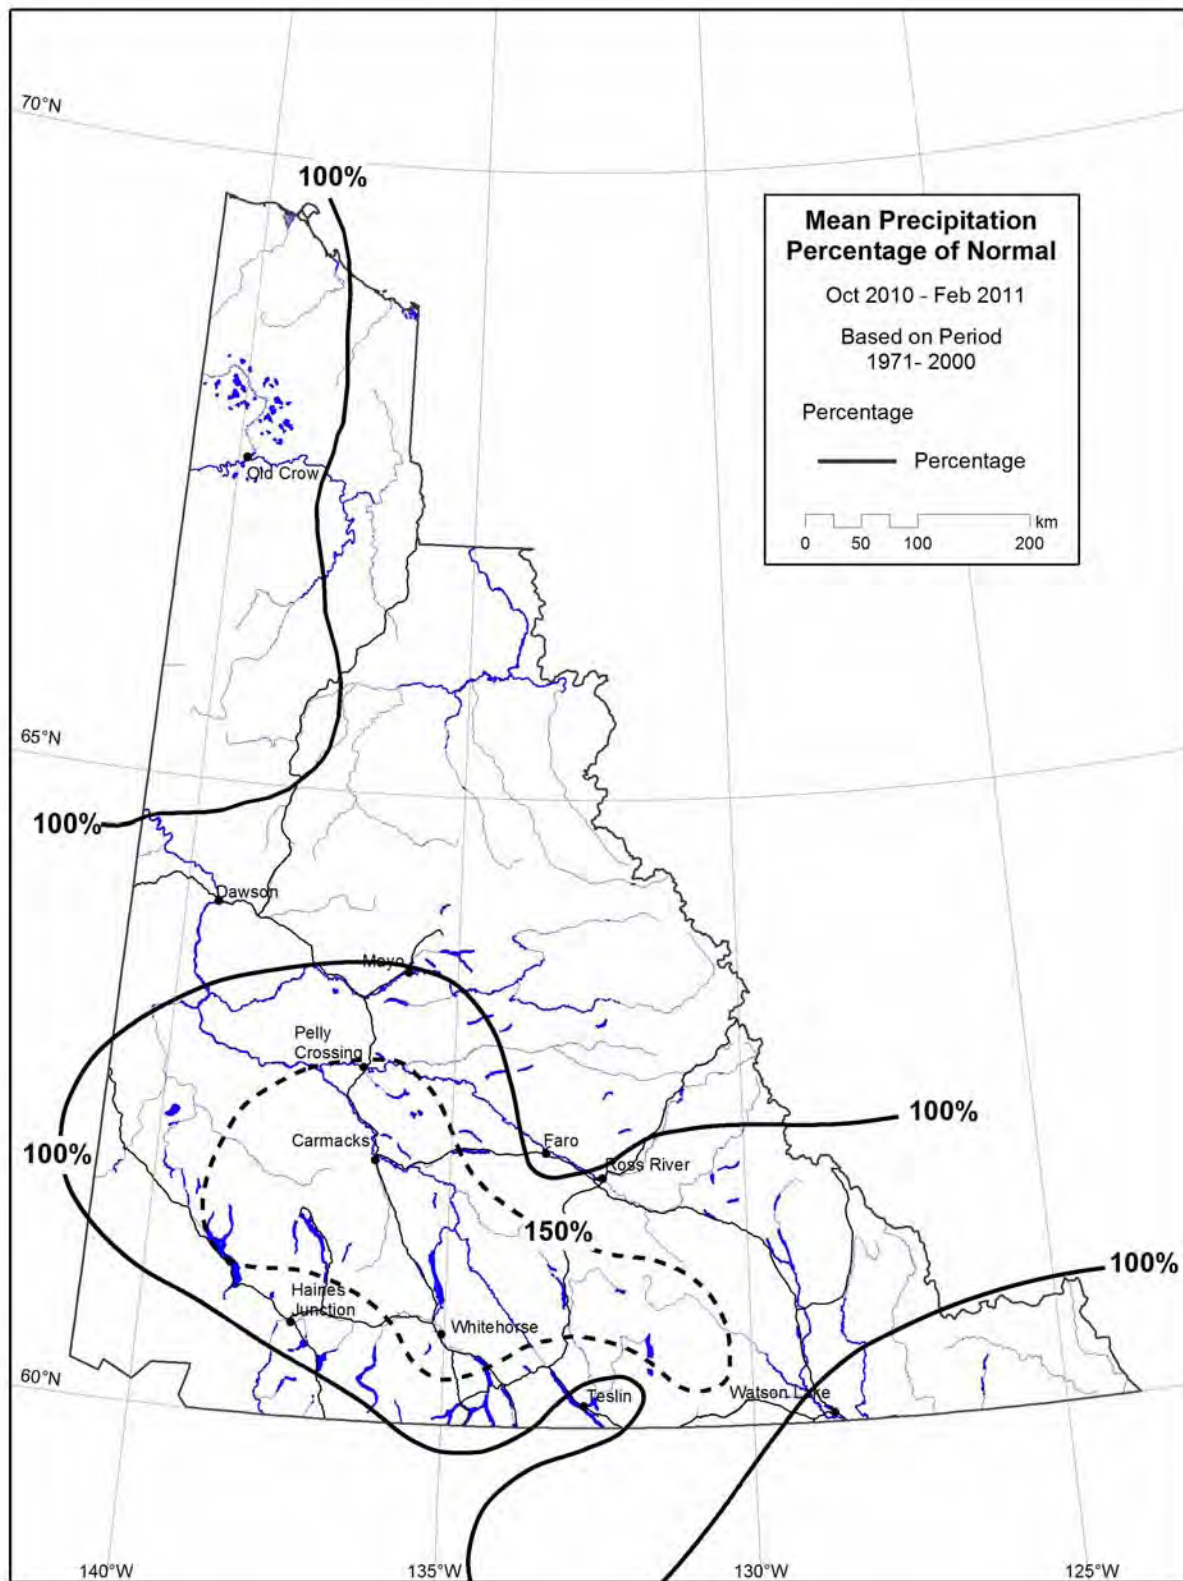 70°N
100%
Mean Precipitation
Percentage of Normal
Oct 2010 - Feb 2011
Based on Period
1971- 2000
Percentage
Percentage
km
0 50 100 200
Old Crow
65°N
100%
Dawson
Mayo
Pelly
Crossing
100%
Carmacks
Faro
100%
Ross River
150%
100%
Haines
Junction
Whitehorse
60°N
Teslin
Watson Lake
140°W
135°W
130°W
125°W